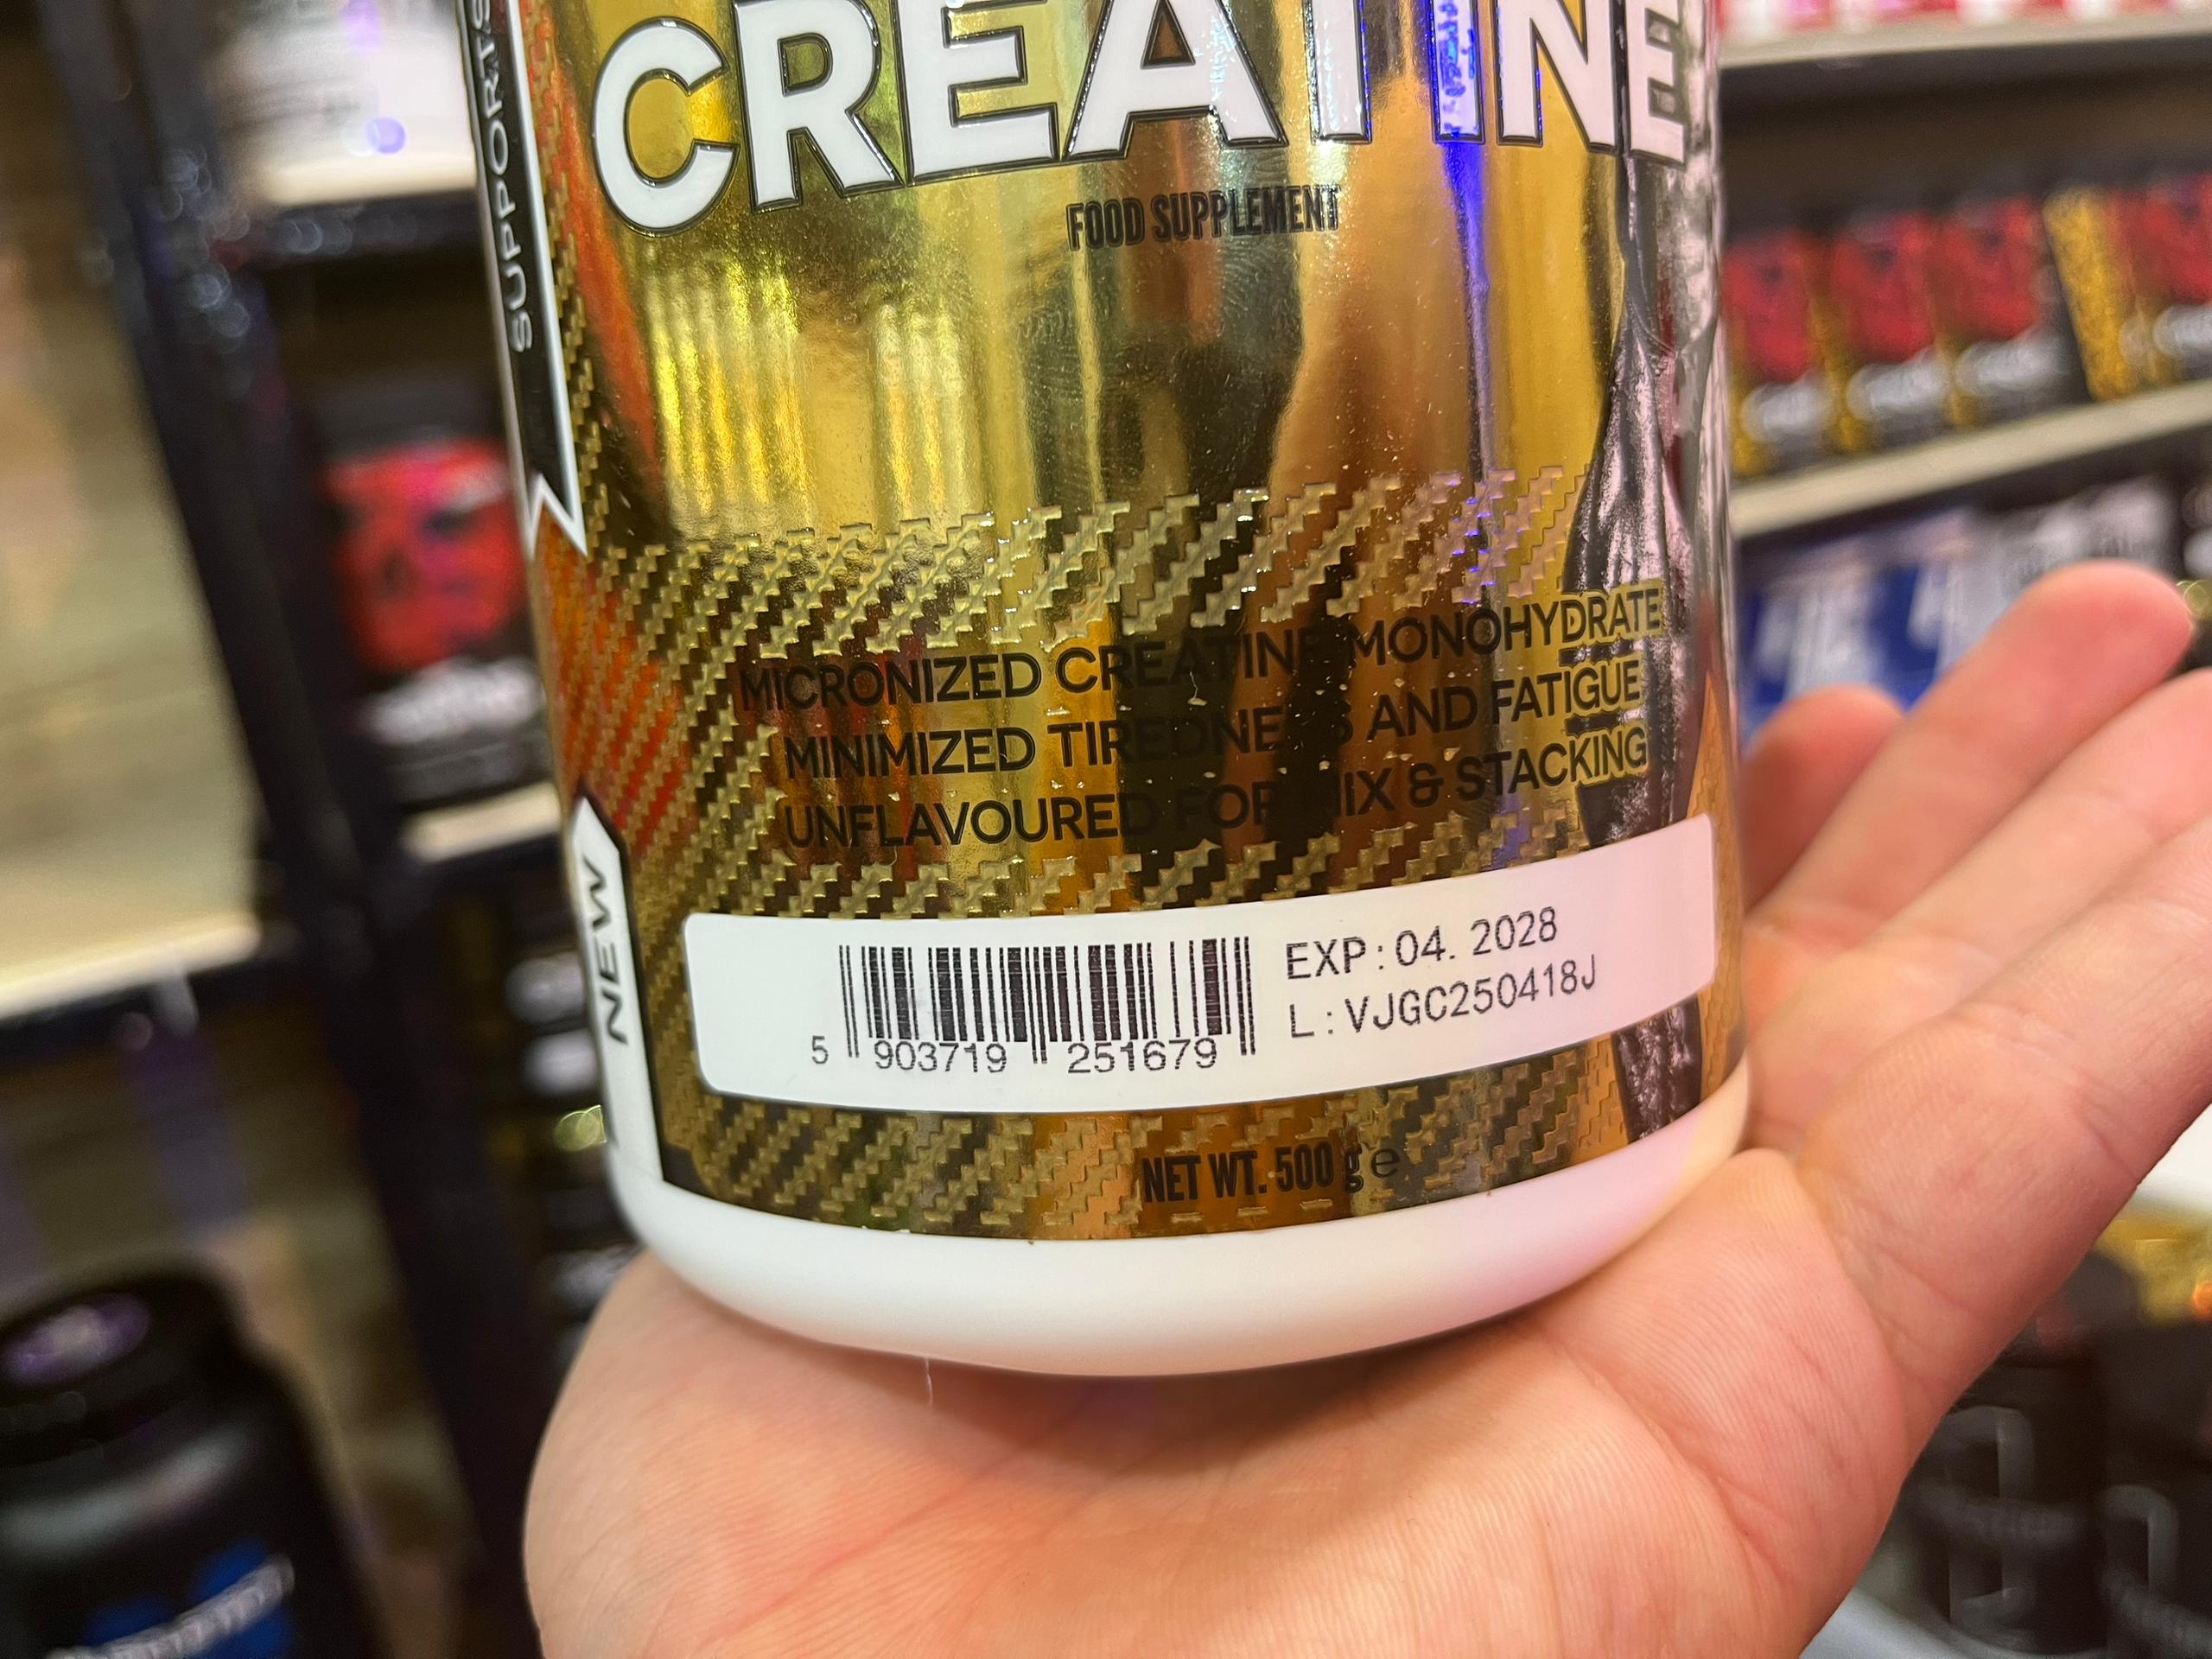 CREATINE
FOOD SUPPLEMENT
SUPPORTS
MICRONIZED CREATINE MONOHYDRATE
MINIMIZED TIREDNESS AND FATIGUE
UNFLAVOURED FOR MIX & STACKING
NEW
EXP: 04. 2028
L: VJGC250418J
5 903719 251679
NET WT. 500 g e